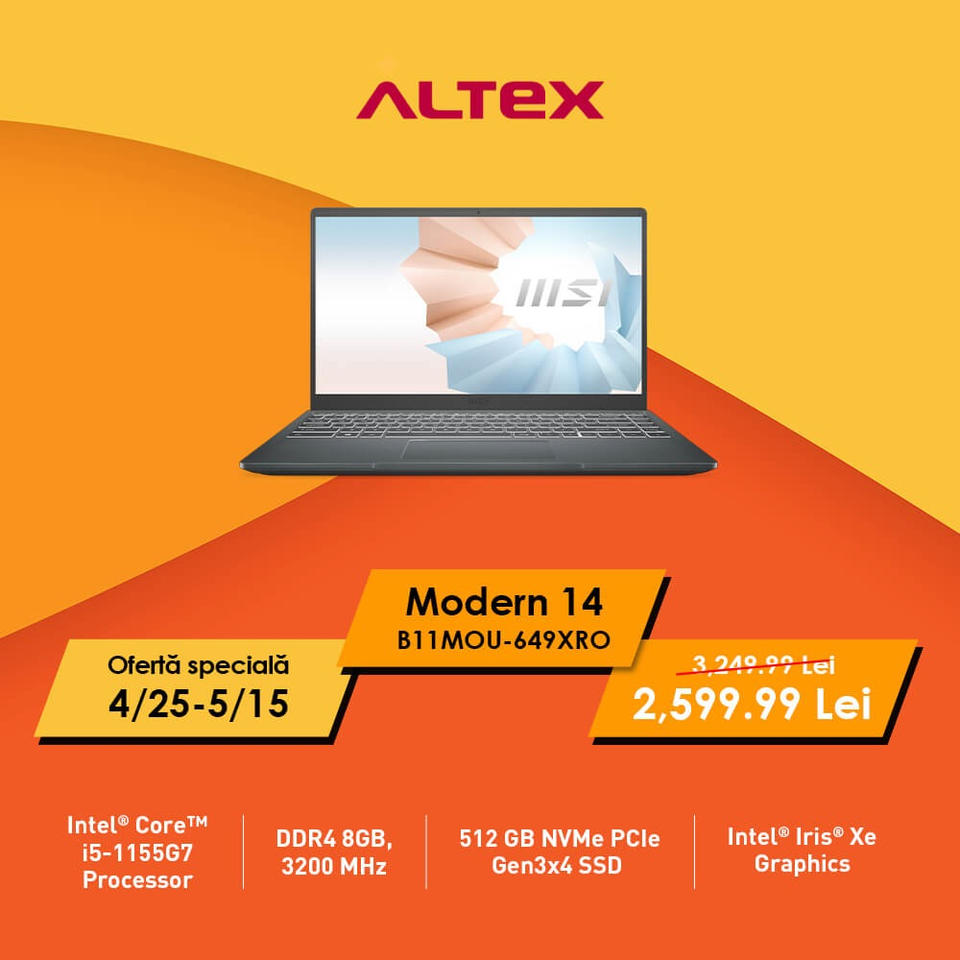 ALTEX
msi
Modern 14
B11MOU-649XRO
Ofertă specială
4/25-5/15
3,249.99 Lei
2,599.99 Lei
Intel® Core™
i5-1155G7
Processor
DDR4 8GB,
3200 MHz
512 GB NVMe PCIe
Gen3x4 SSD
Intel® Iris® Xe
Graphics